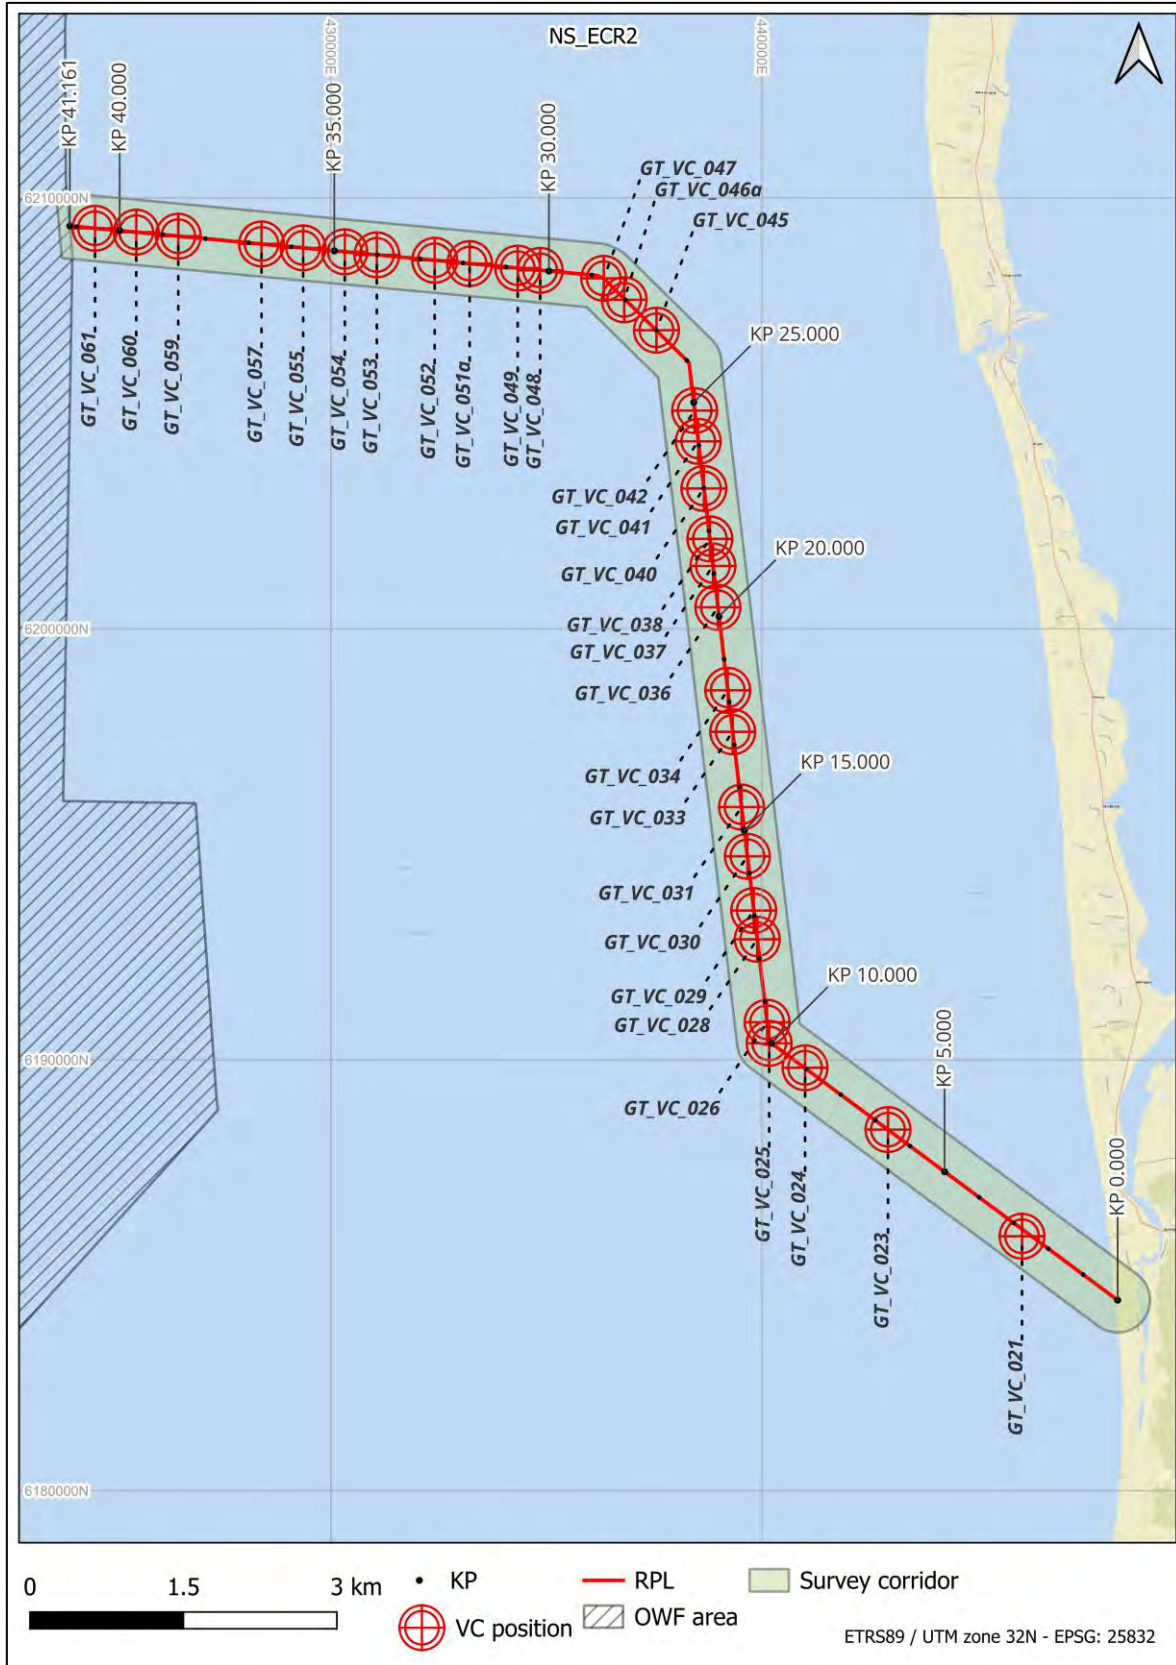 NS_ECR2
4300000E
4400000E
KP 41.161
KP 40.000
KP 35.000
KP 30.000
GT_VC_047
GT_VC_046a
GT_VC_045
6210000N
GT_VC_061
GT_VC_060
GT_VC_059
GT_VC_057
GT_VC_055
GT_VC_054
GT_VC_053
GT_VC_052
GT_VC_051a
GT_VC_049
GT_VC_048
KP 25.000
GT_VC_042
GT_VC_041
GT_VC_040
KP 20.000
GT_VC_038
6200000N
GT_VC_037
GT_VC_036
KP 15.000
GT_VC_034
GT_VC_033
GT_VC_031
GT_VC_030
KP 10.000
GT_VC_029
GT_VC_028
KP 5.000
6190000N
GT_VC_026
GT_VC_025
GT_VC_024
GT_VC_023
KP 0.000
GT_VC_021
6180000N
0 1.5 3 km
KP
RPL
Survey corridor
VC position
OWF area
ETRS89 / UTM zone 32N - EPSG: 25832